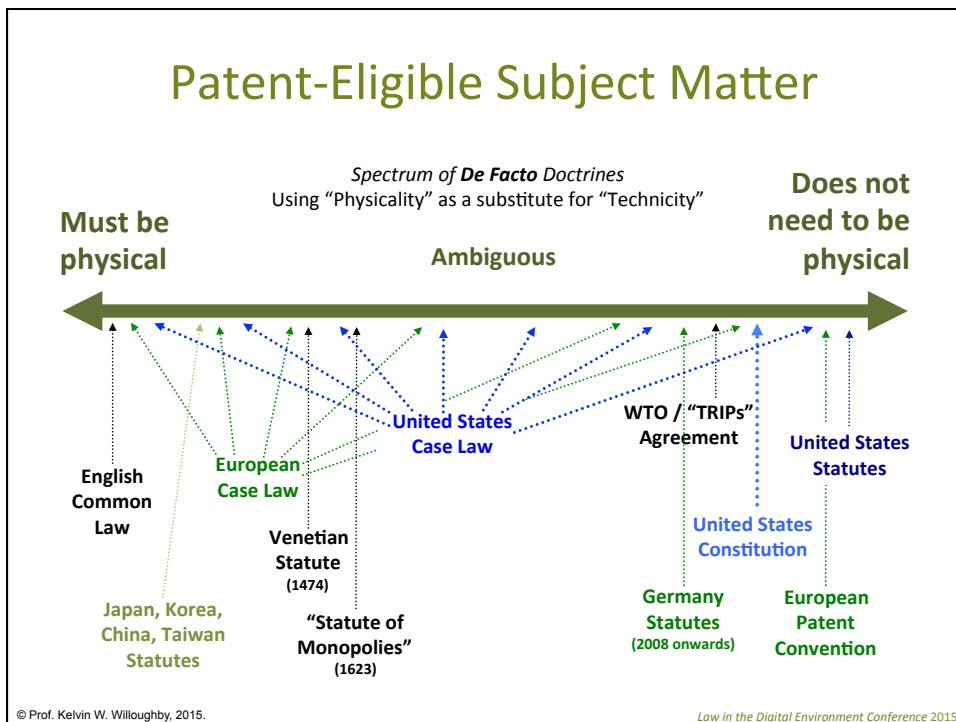 Patent-Eligible Subject Matter
Spectrum of De Facto Doctrines
Using “Physicality” as a substitute for “Technicity”
Must be
physical
Ambiguous
Does not
need to be
physical
English
Common
Law
European
Case Law
United States
Case Law
WTO / “TRIPs”
Agreement
United States
Statutes
Venetian
Statute
(1474)
United States
Constitution
Japan, Korea,
China, Taiwan
Statutes
“Statute of
Monopolies”
(1623)
Germany
Statutes
(2008 onwards)
European
Patent
Convention
© Prof. Kelvin W. Willoughby, 2015.
Law in the Digital Environment Conference 2015